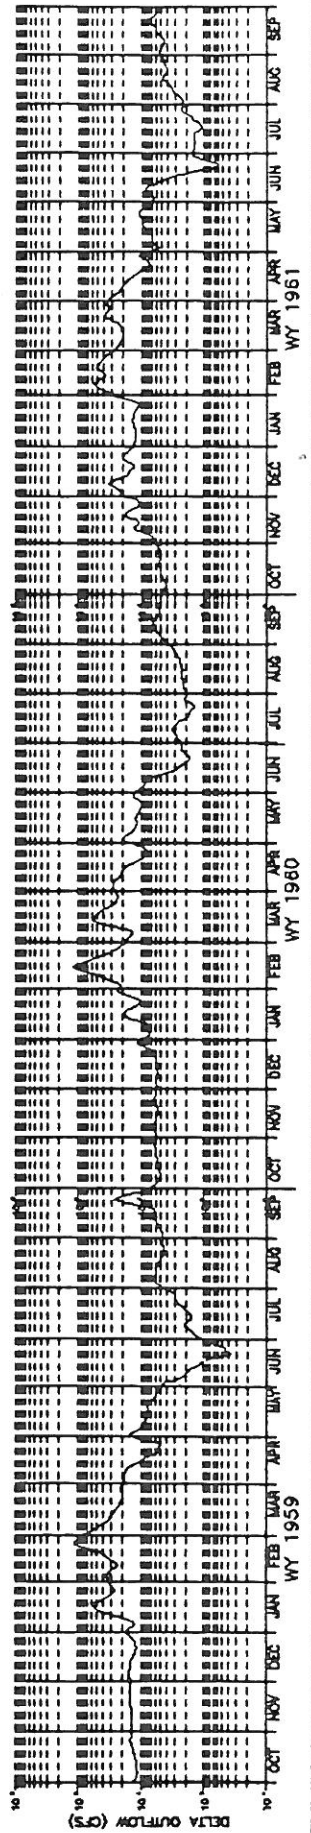 DELTA OUTFLOW (CFS)
OCT NOV DEC JAN FEB MAR APR MAY JUN JUL AUG SEP OCT NOV DEC JAN FEB MAR APR MAY JUN JUL AUG SEP OCT NOV DEC JAN FEB MAR APR MAY JUN JUL AUG SEP
WY 1959 WY 1960 WY 1961